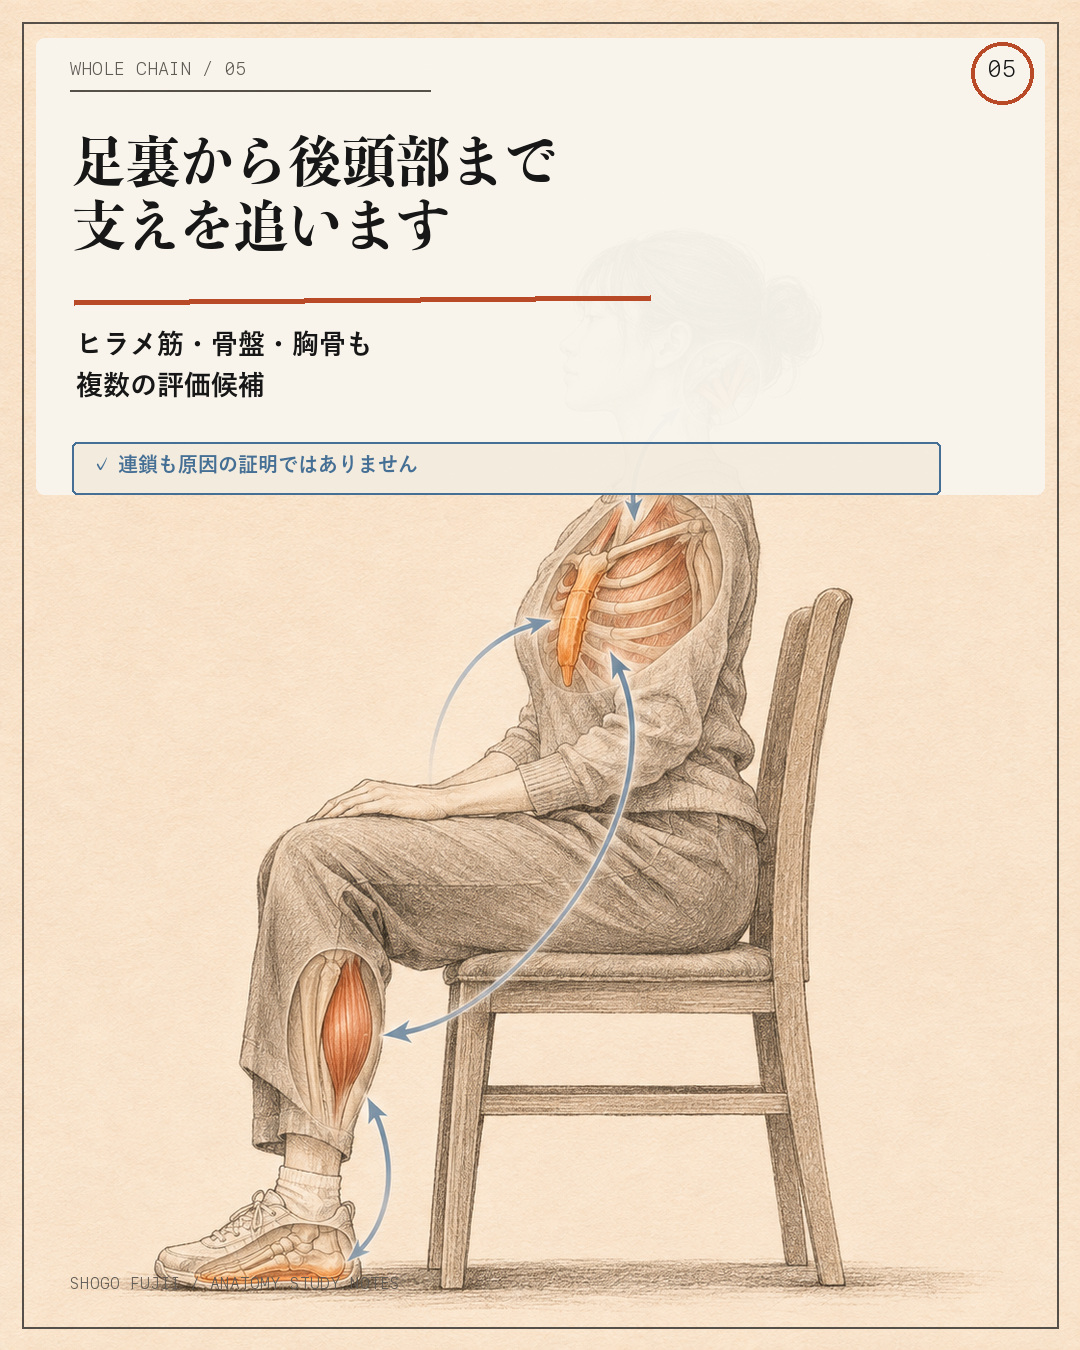 WHOLE CHAIN / 05
05
足裏から後頭部まで
支えを追います
ヒラメ筋・骨盤・胸骨も
複数の評価候補
✓ 連鎖も原因の証明ではありません
SHOGO FUJII / ANATOMY STUDY NOTES